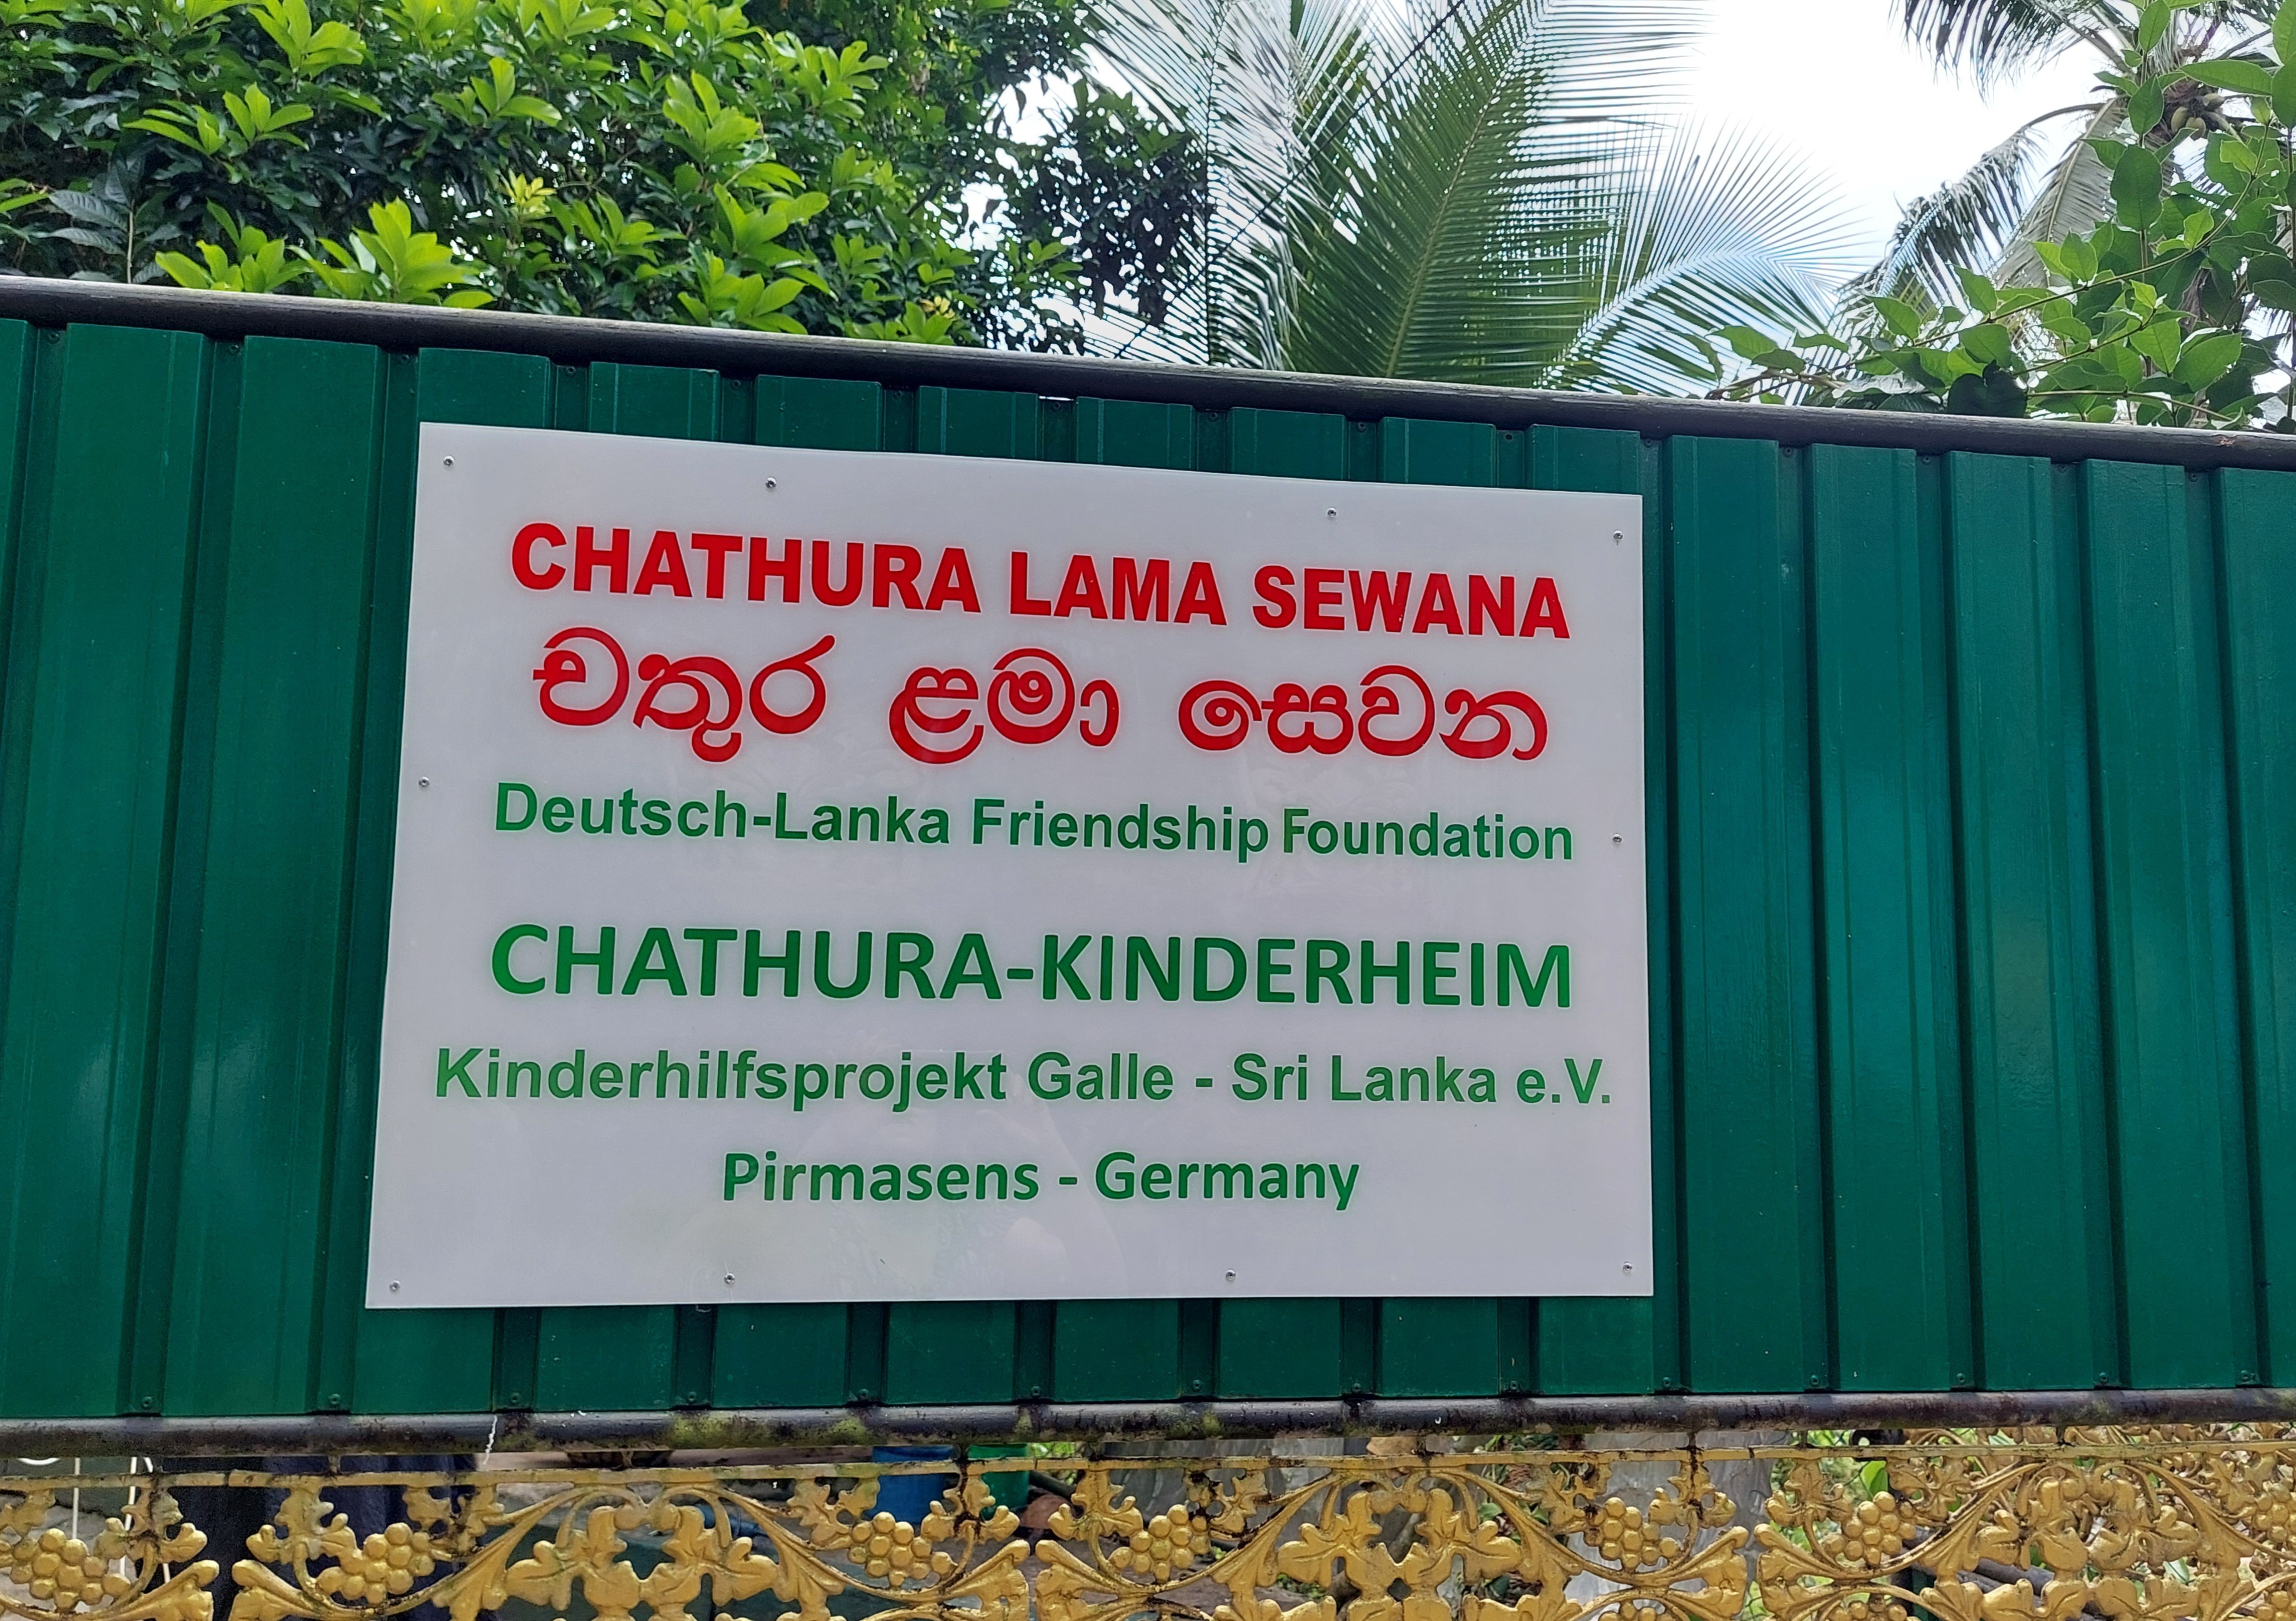 CHATHURA LAMA SEWANA
චතුර ළමා සෙවන
Deutsch-Lanka Friendship Foundation
CHATHURA-KINDERHEIM
Kinderhilfsprojekt Galle - Sri Lanka e.V.
Pirmasens - Germany